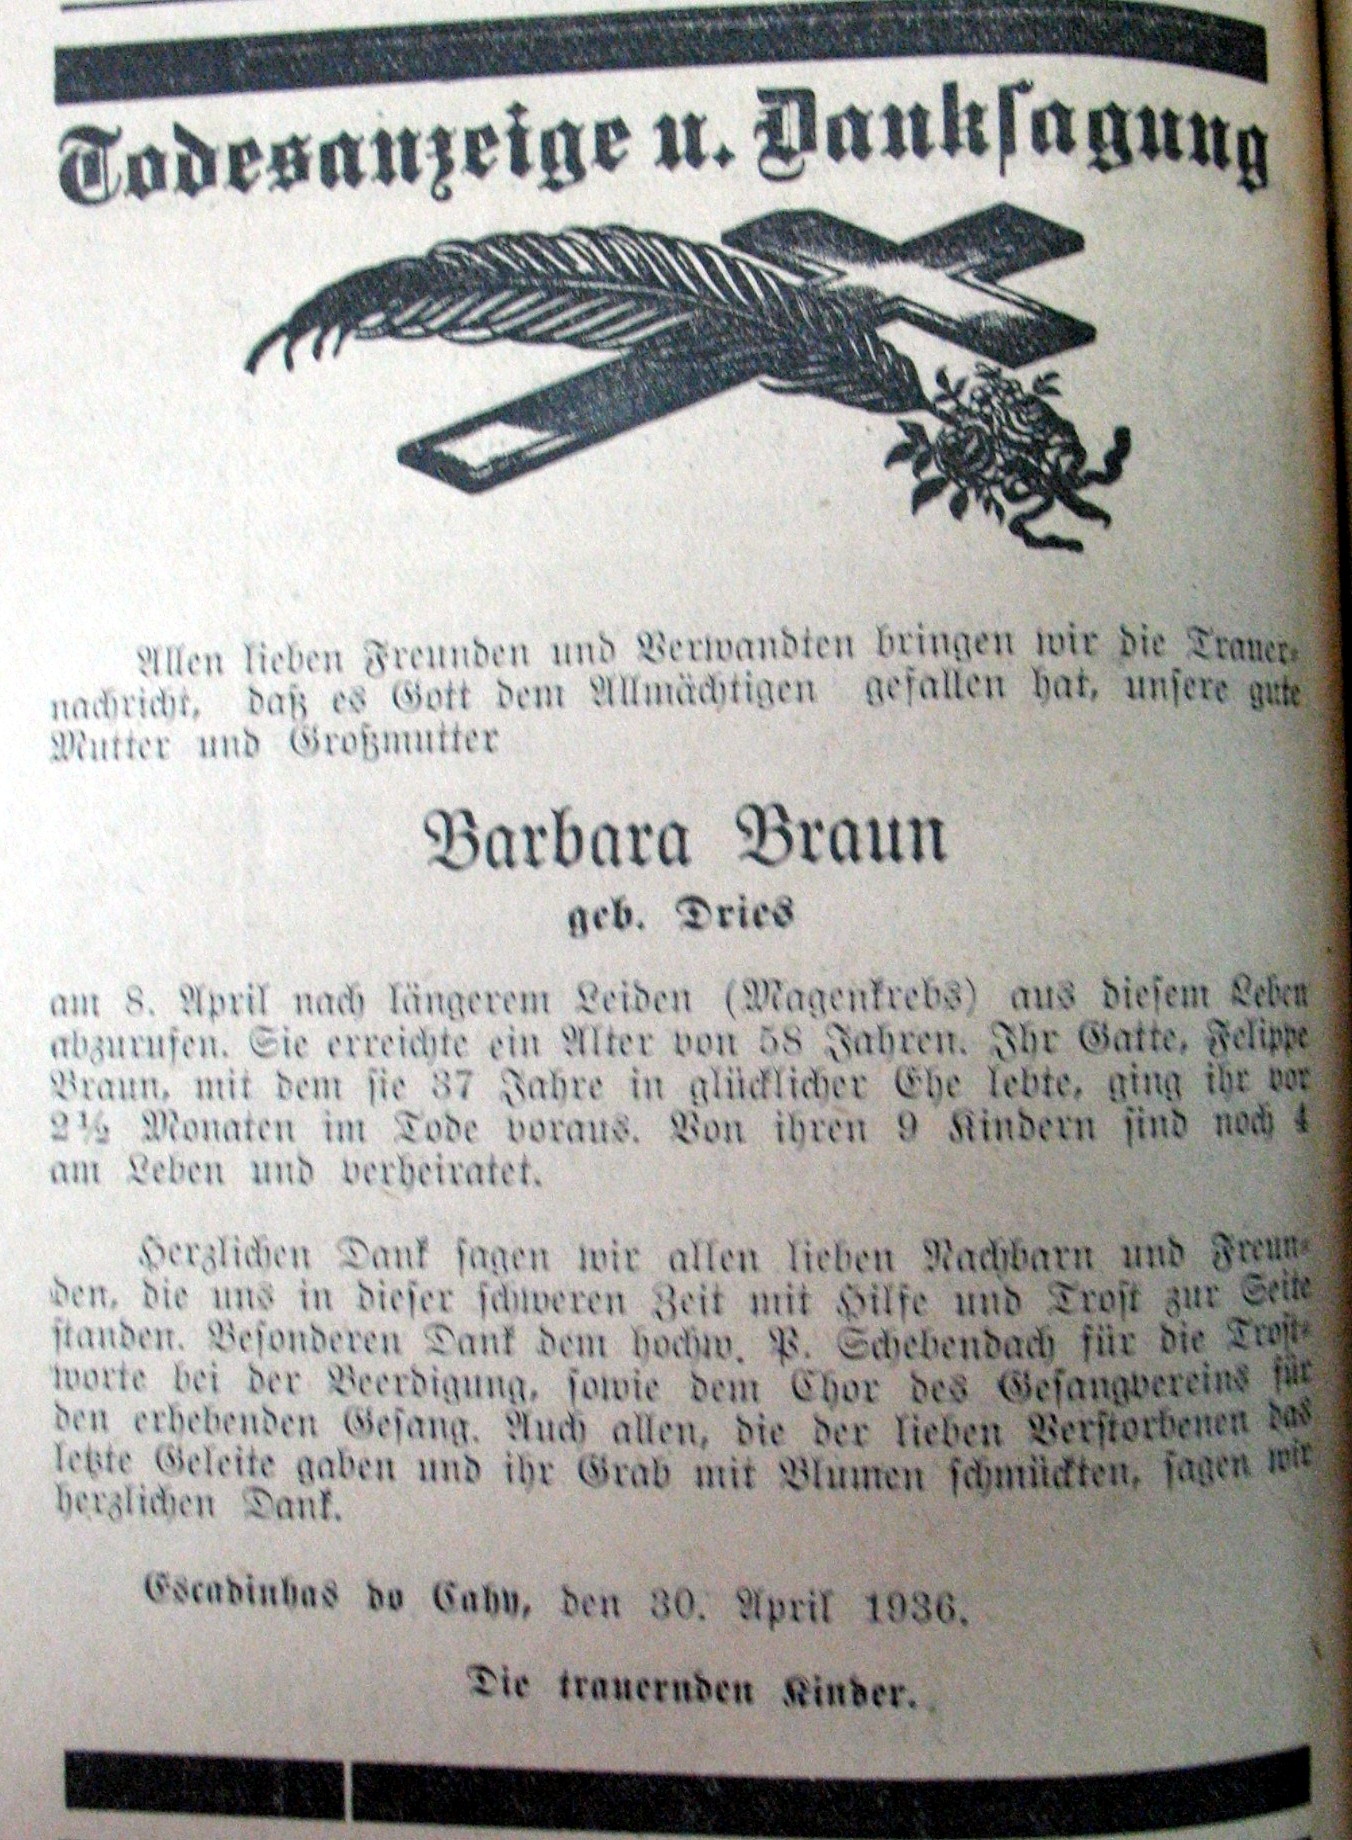 Todesanzeige u. Danksagung
Allen lieben Freunden und Verwandten bringen wir die Trauer-
nachricht, daß es Gott dem Allmächtigen gefallen hat, unsere gute
Mutter und Großmutter
Barbara Braun
geb. Dries
am 8. April nach längerem Leiden (Magenkrebs) aus diesem Leben
abzurufen. Sie erreichte ein Alter von 58 Jahren. Ihr Gatte, Felippe
Braun, mit dem sie 37 Jahre in glücklicher Ehe lebte, ging ihr vor
2½ Monaten im Tode voraus. Von ihren 9 Kindern sind noch 4
am Leben und verheiratet.
Herzlichen Dank sagen wir allen lieben Nachbarn und Freun-
den, die uns in dieser schweren Zeit mit Hilfe und Trost zur Seite
standen. Besonderen Dank dem hochw. P. Schebendach für die Trost-
worte bei der Beerdigung, sowie dem Chor des Gesangvereins für
den erhebenden Gesang. Auch allen, die der lieben Verstorbenen das
letzte Geleite gaben und ihr Grab mit Blumen schmückten, sagen wir
herzlichen Dank.
Escadinhas do Cahy, den 30. April 1936.
Die trauernden Kinder.